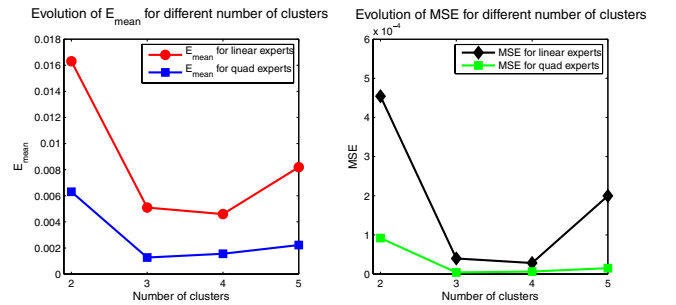 Evolution of E_mean for different number of clusters
0.018
0.016
0.014
0.012
0.01
0.008
0.006
0.004
0.002
0
E_mean
E_mean for linear experts
E_mean for quad experts
2
3
4
5
Number of clusters
Evolution of MSE for different number of clusters
x 10^-4
6
5
4
3
2
1
0
MSE
MSE for linear experts
MSE for quad experts
2
3
4
5
Number of clusters